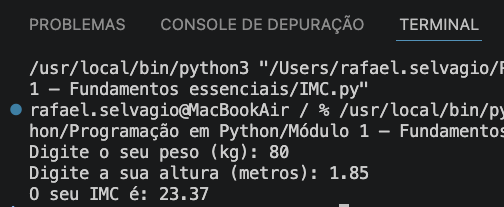 PROBLEMAS CONSOLE DE DEPURAÇÃO TERMINAL
/usr/local/bin/python3 "/Users/rafael.selvagio/
1 – Fundamentos essenciais/IMC.py"
rafael.selvagio@MacBookAir / % /usr/local/bin/py
hon/Programação em Python/Módulo 1 – Fundamentos
Digite o seu peso (kg): 80
Digite a sua altura (metros): 1.85
O seu IMC é: 23.37